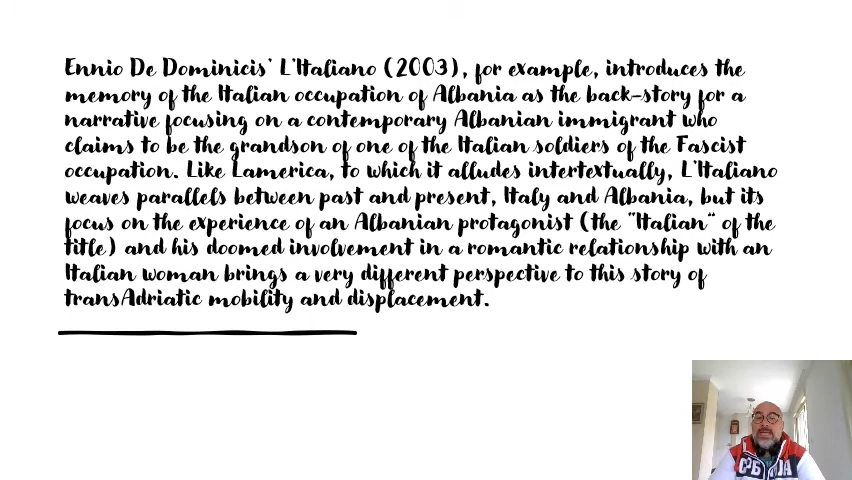 Ennio De Dominicis' L'Italiano (2003), for example, introduces the
memory of the Italian occupation of Albania as the back-story for a
narrative focusing on a contemporary Albanian immigrant who
claims to be the grandson of one of the Italian soldiers of the Fascist
occupation. Like Lamerica, to which it alludes intertextually, L'Italiano
weaves parallels between past and present, Italy and Albania, but its
focus on the experience of an Albanian protagonist (the "Italian" of the
title) and his doomed involvement in a romantic relationship with an
Italian woman brings a very different perspective to this story of
transAdriatic mobility and displacement.